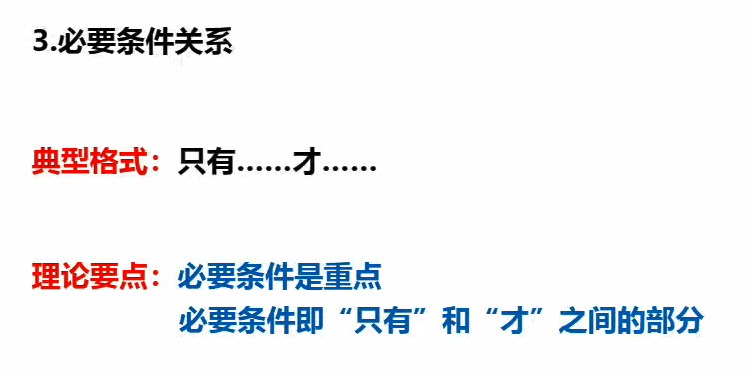 3.必要条件关系
典型格式：只有……才……
理论要点：必要条件是重点
必要条件即“只有”和“才”之间的部分